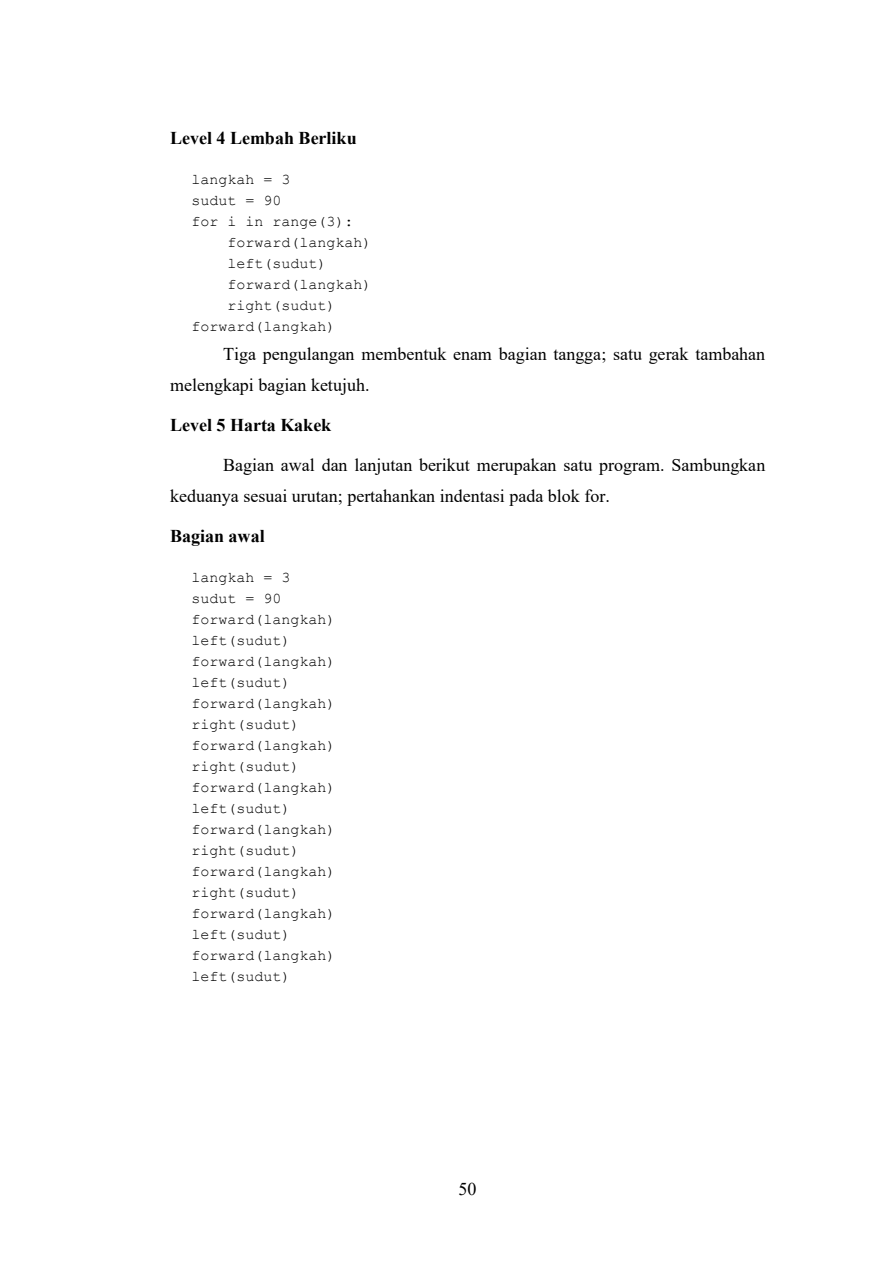 Level 4 Lembah Berliku
langkah = 3
sudut = 90
for i in range(3):
    forward(langkah)
    left(sudut)
    forward(langkah)
    right(sudut)
forward(langkah)
Tiga pengulangan membentuk enam bagian tangga; satu gerak tambahan
melengkapi bagian ketujuh.
Level 5 Harta Kakek
Bagian awal dan lanjutan berikut merupakan satu program. Sambungkan
keduanya sesuai urutan; pertahankan indentasi pada blok for.
Bagian awal
langkah = 3
sudut = 90
forward(langkah)
left(sudut)
forward(langkah)
left(sudut)
forward(langkah)
right(sudut)
forward(langkah)
right(sudut)
forward(langkah)
left(sudut)
forward(langkah)
right(sudut)
forward(langkah)
right(sudut)
forward(langkah)
left(sudut)
forward(langkah)
left(sudut)
50